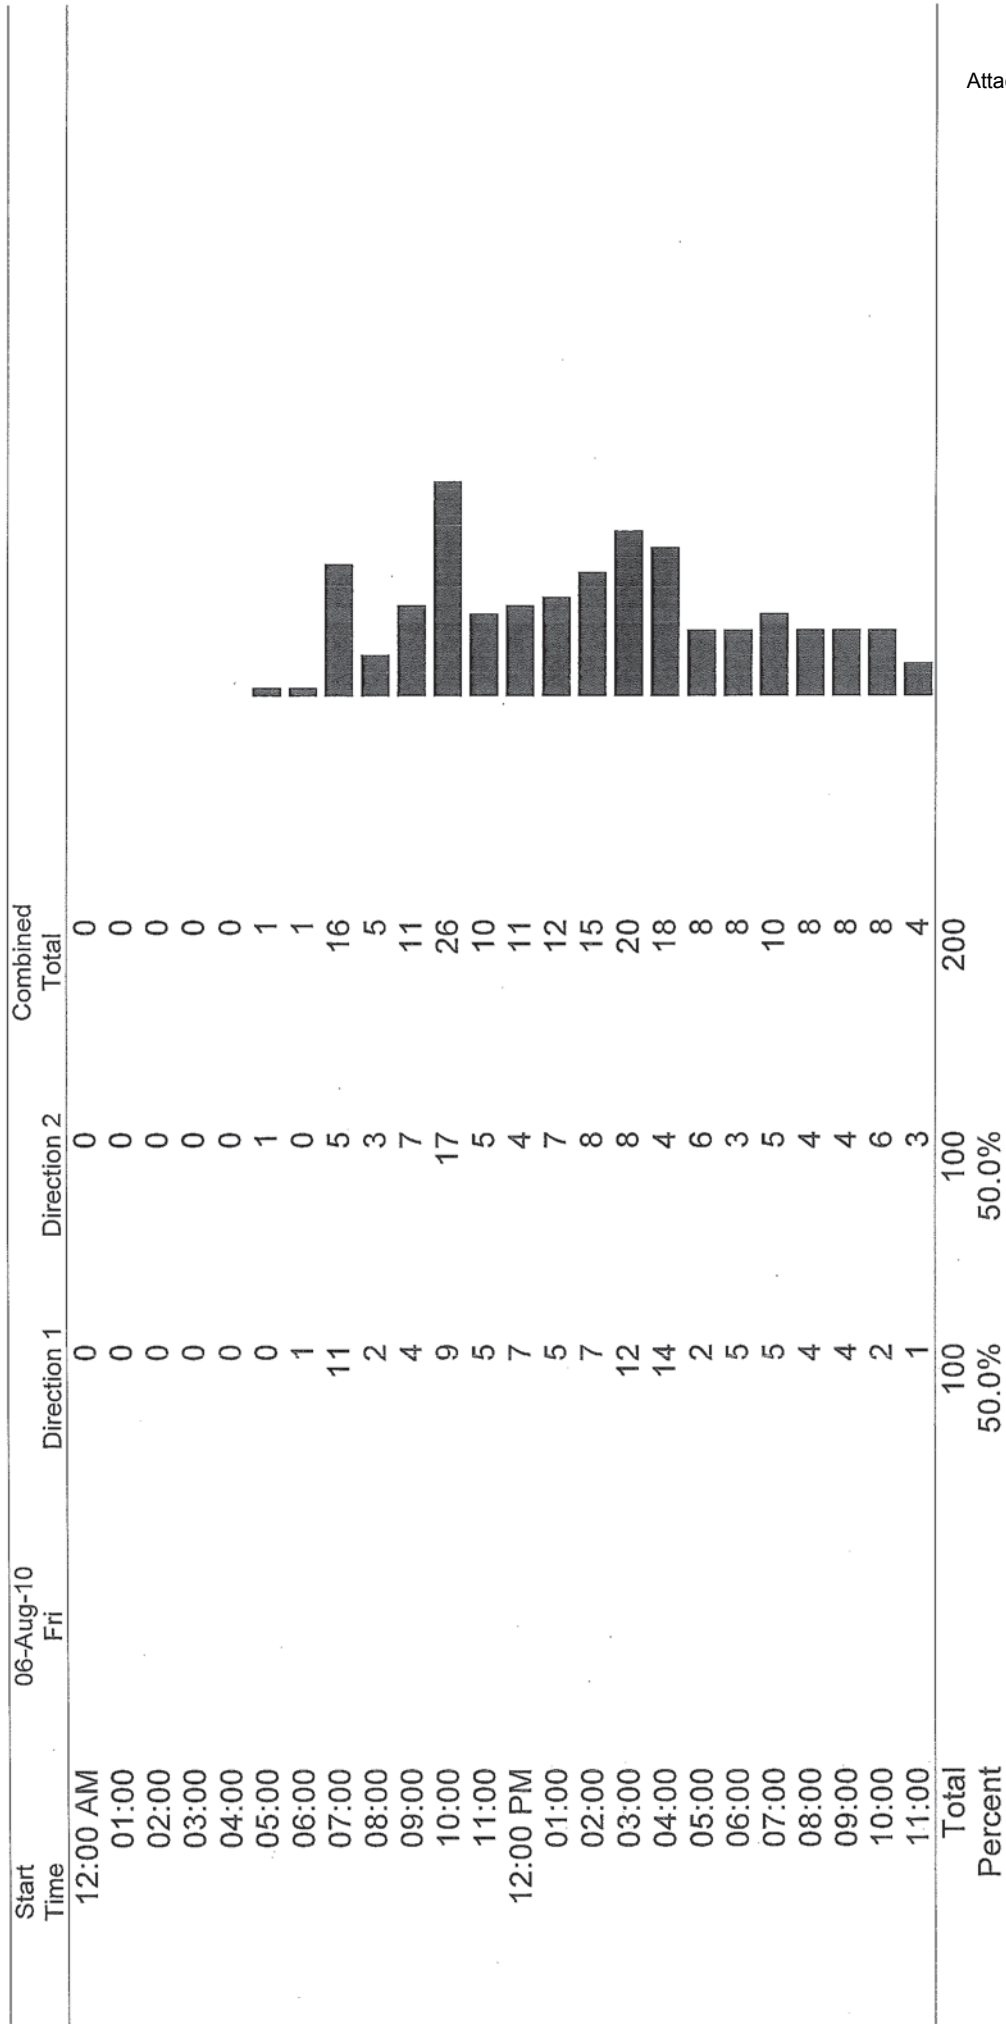 Start 06-Aug-10 Combined
Time Fri Direction 1 Direction 2 Total
12:00 AM 0 0 0
01:00 0 0 0
02:00 0 0 0
03:00 0 0 0
04:00 0 0 0
05:00 0 1 1
06:00 1 0 1
07:00 11 5 16
08:00 2 3 5
09:00 4 7 11
10:00 9 17 26
11:00 5 5 10
12:00 PM 7 4 11
01:00 5 7 12
02:00 7 8 15
03:00 12 8 20
04:00 14 4 18
05:00 2 6 8
06:00 5 3 8
07:00 5 5 10
08:00 4 4 8
09:00 4 4 8
10:00 2 6 8
11:00 1 3 4
Total 100 100 200
Percent 50.0% 50.0%